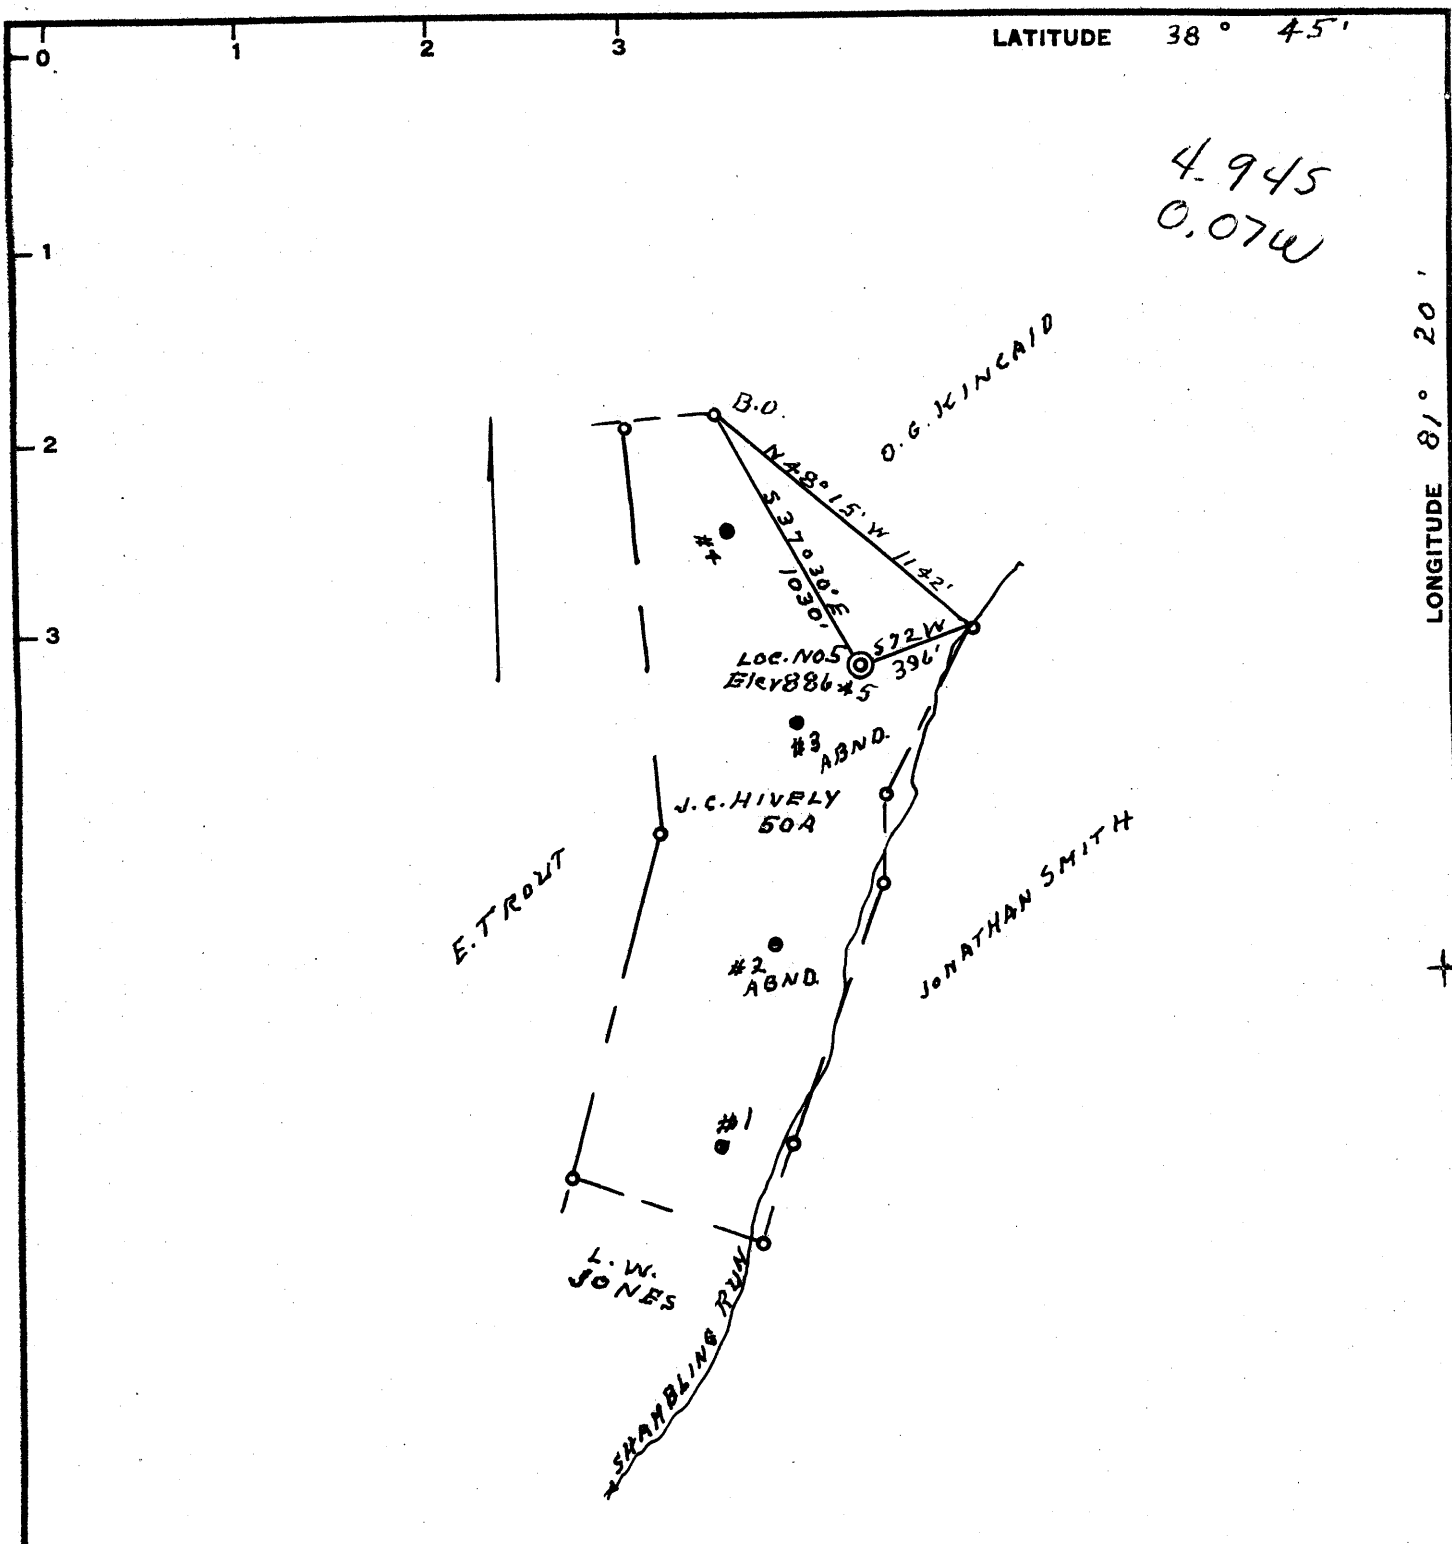 0
1
2
3
LATITUDE 38° 45'
4.94S
0.07W
1
2
3
LONGITUDE 81° 20'
B.O.
O.G. KINCAID
N48°15'W 1142'
S37°30'E
1030'
#4
S72W
396'
LOC. NO5
Elev 886 #5
#3
ABND.
J.C. HIVELY
50A
E. TROUT
JONATHAN SMITH
#2
ABND.
#1
L. W.
JONES
SHAMBLING RUN